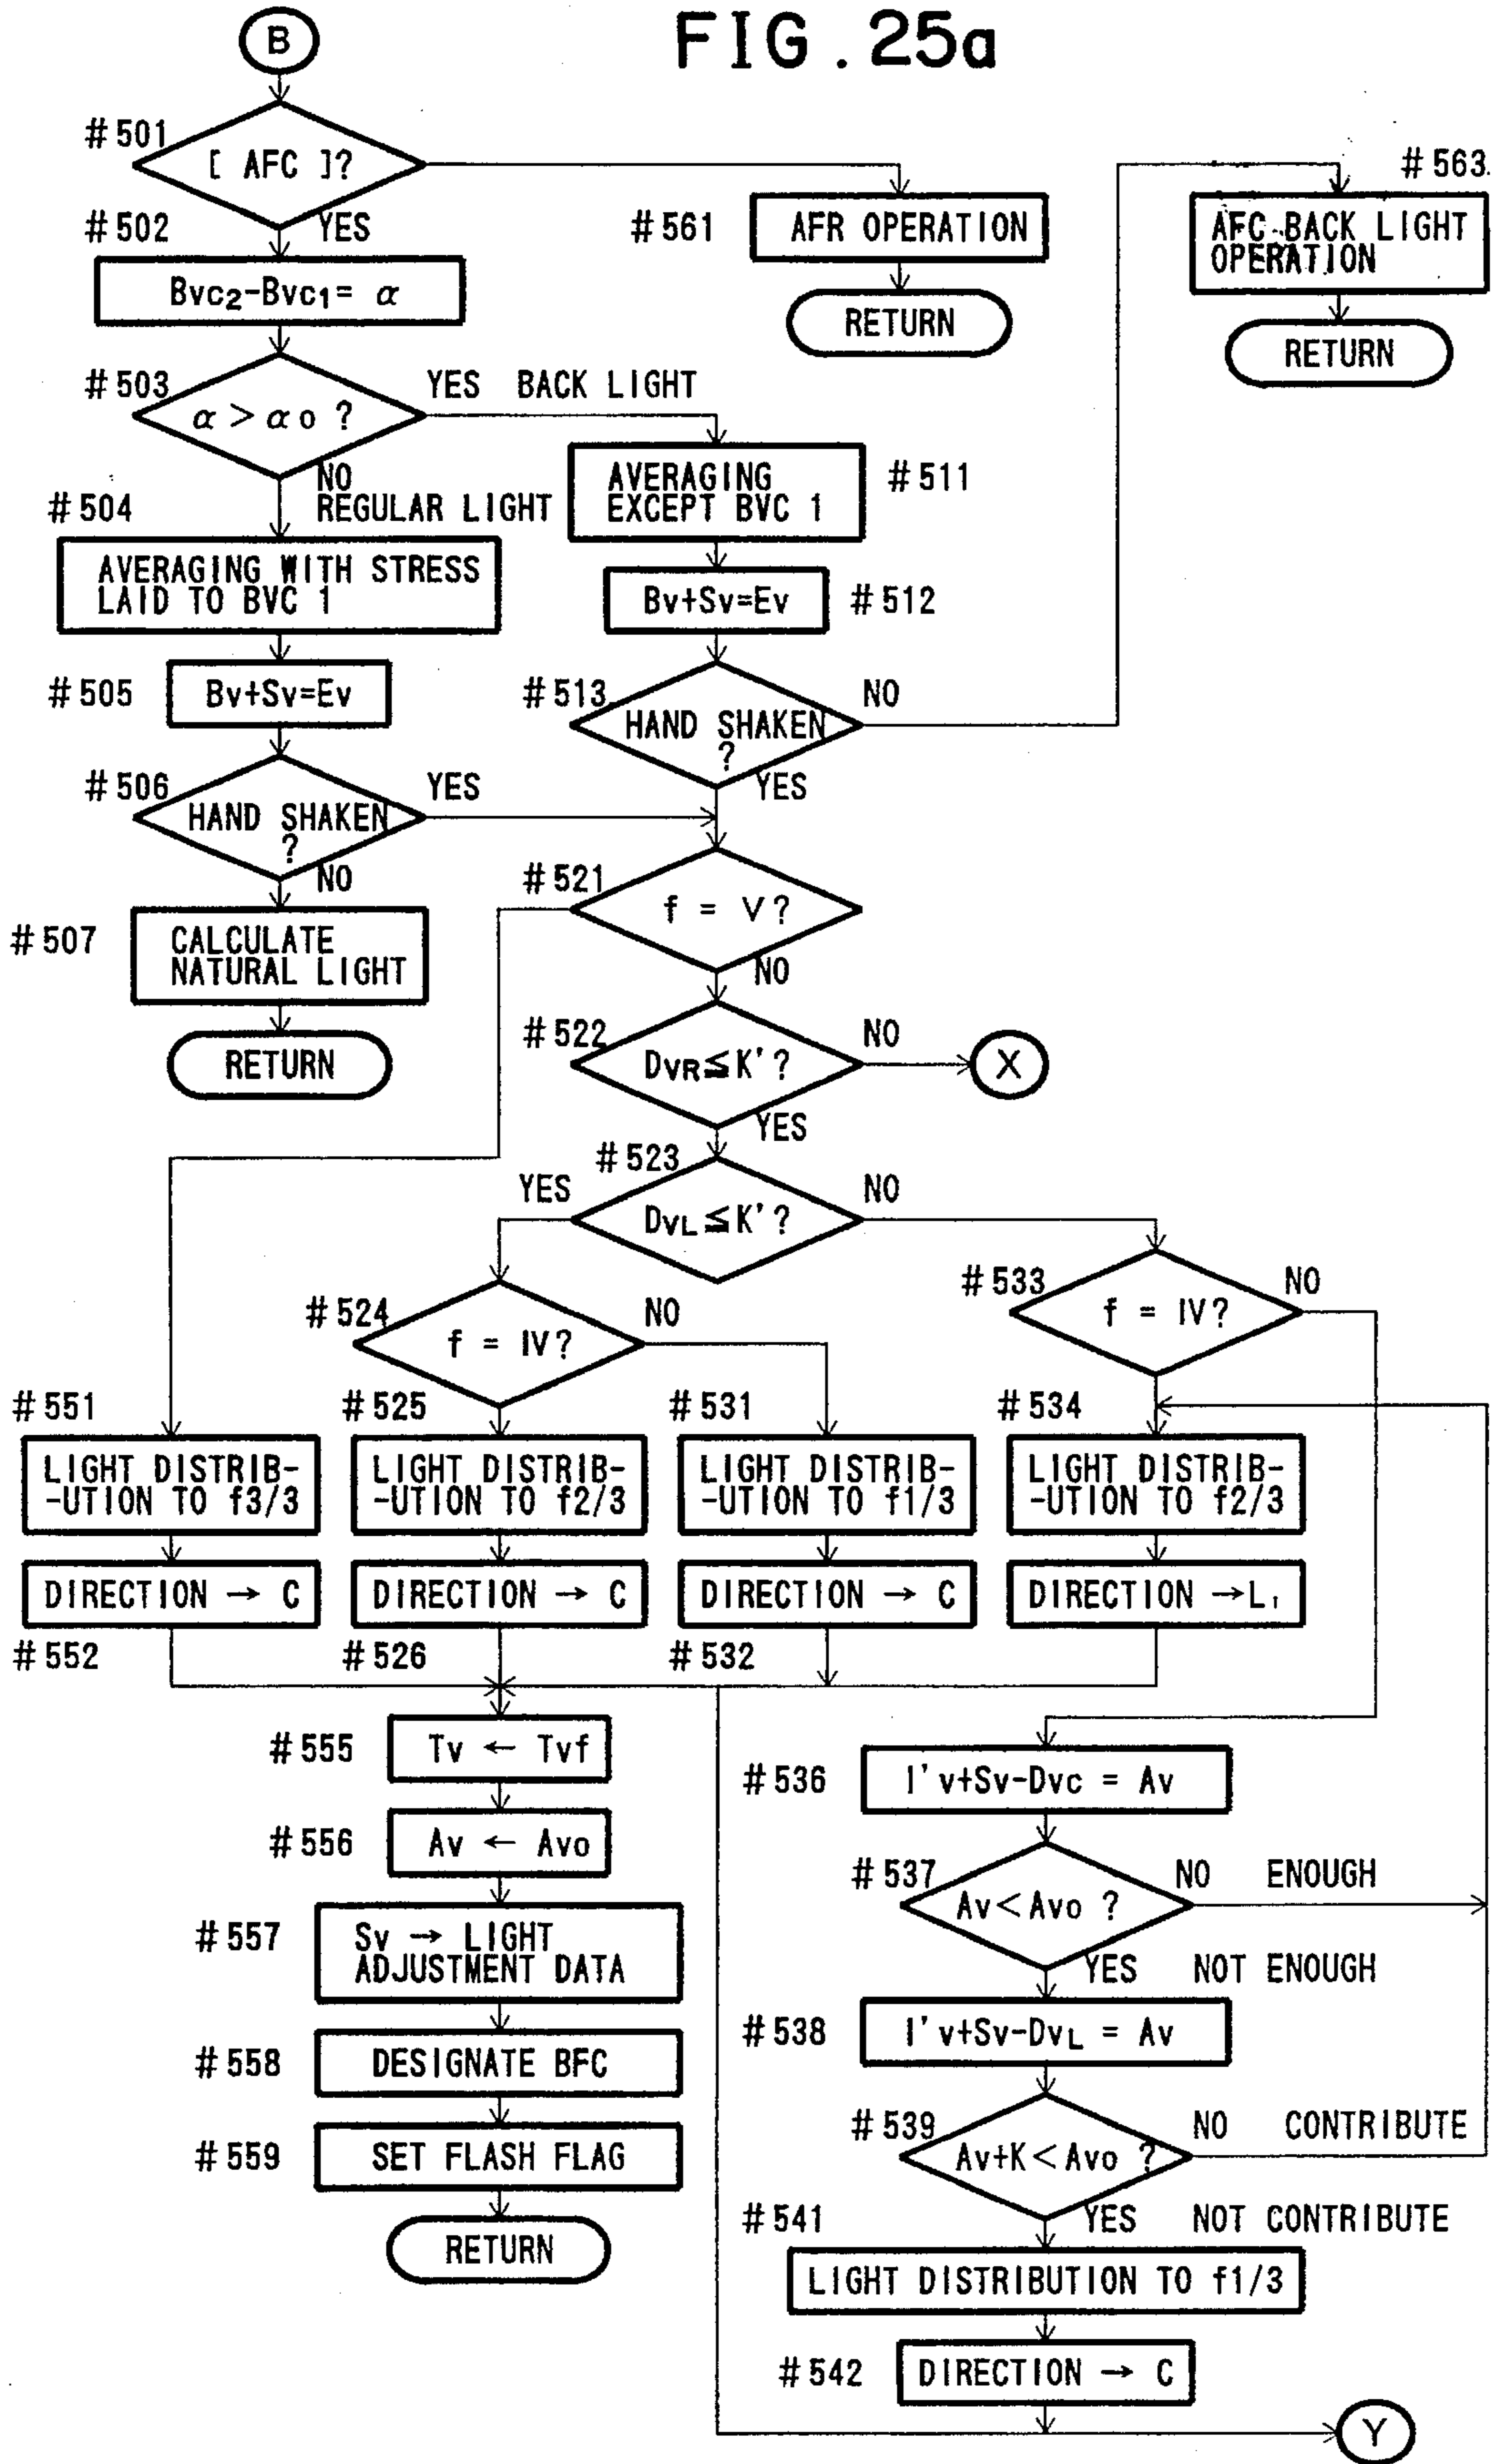 FIG. 25a
B
#501
[ AFC ]?
YES
#561
AFR OPERATION
RETURN
#563
AFC BACK LIGHT
OPERATION
RETURN
#502
Bvc2-Bvc1= α
#503
α > αo ?
YES BACK LIGHT
NO
REGULAR LIGHT
#511
AVERAGING
EXCEPT BVC 1
#504
AVERAGING WITH STRESS
LAID TO BVC 1
#512
Bv+Sv=Ev
#505
Bv+Sv=Ev
#513
HAND SHAKEN
?
NO
YES
#506
HAND SHAKEN
?
YES
NO
#507
CALCULATE
NATURAL LIGHT
RETURN
#521
f = V?
NO
#522
DVR≦K'?
NO
X
YES
#523
DVL≦K'?
YES
NO
#524
f = IV?
NO
#533
f = IV?
NO
#551
LIGHT DISTRIB-
-UTION TO f3/3
#525
LIGHT DISTRIB-
-UTION TO f2/3
#531
LIGHT DISTRIB-
-UTION TO f1/3
#534
LIGHT DISTRIB-
-UTION TO f2/3
DIRECTION → C
DIRECTION → C
DIRECTION → C
DIRECTION →L1
#552
#526
#532
#555
Tv ← Tvf
#556
Av ← Avo
#557
Sv → LIGHT
ADJUSTMENT DATA
#558
DESIGNATE BFC
#559
SET FLASH FLAG
RETURN
#536
I'v+Sv-Dvc = Av
#537
Av<Avo ?
NO ENOUGH
YES NOT ENOUGH
#538
I'v+Sv-DvL = Av
#539
Av+K<Avo ?
NO CONTRIBUTE
YES NOT CONTRIBUTE
#541
LIGHT DISTRIBUTION TO f1/3
#542
DIRECTION → C
Y